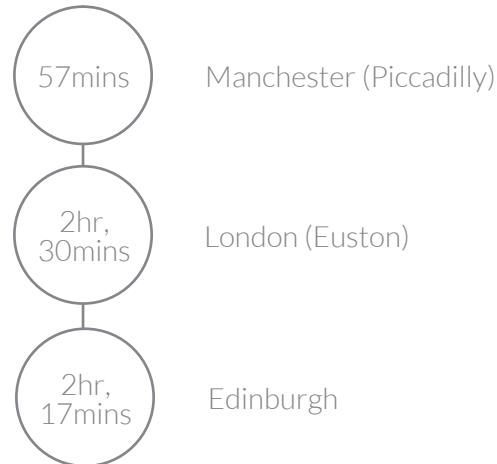 57mins
Manchester (Piccadilly)
2hr,
30mins
London (Euston)
2hr,
17mins
Edinburgh